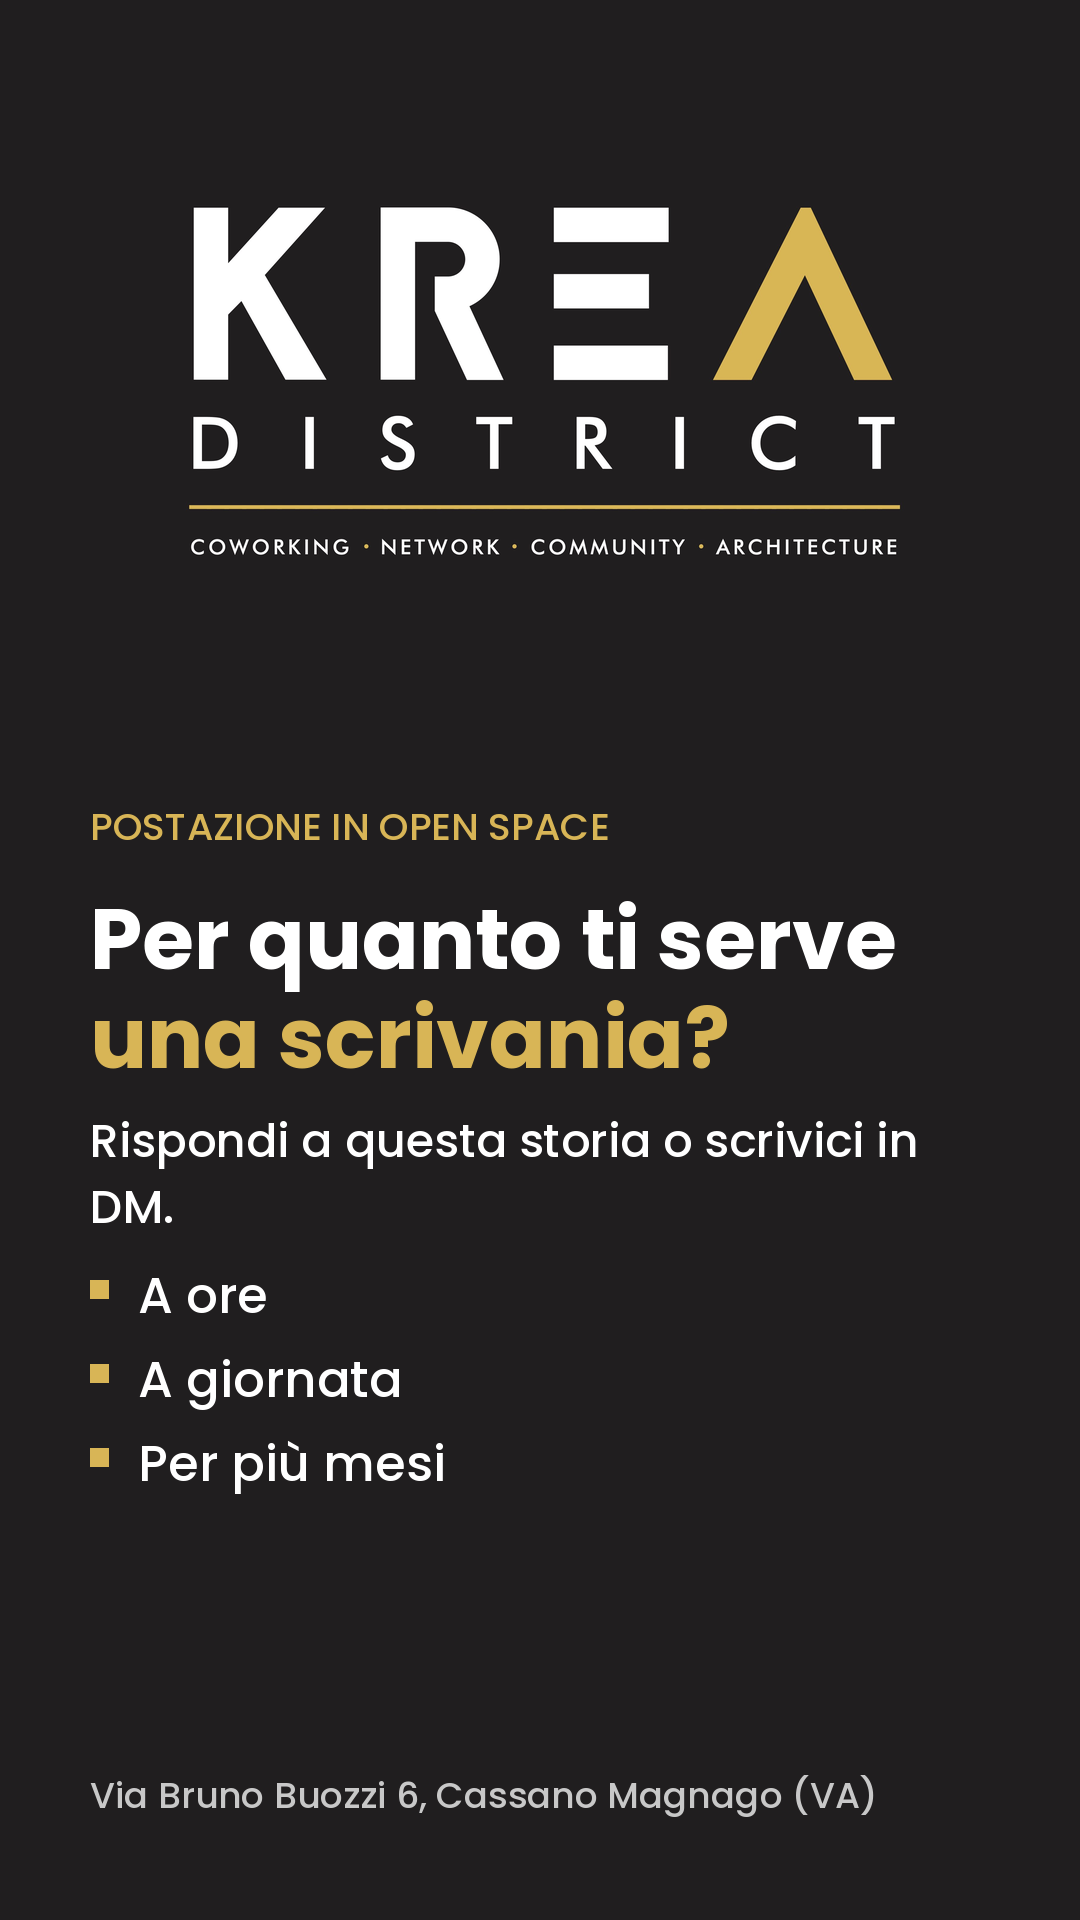 KREA
DISTRICT
COWORKING · NETWORK · COMMUNITY · ARCHITECTURE
POSTAZIONE IN OPEN SPACE
Per quanto ti serve
una scrivania?
Rispondi a questa storia o scrivici in
DM.
A ore
A giornata
Per più mesi
Via Bruno Buozzi 6, Cassano Magnago (VA)